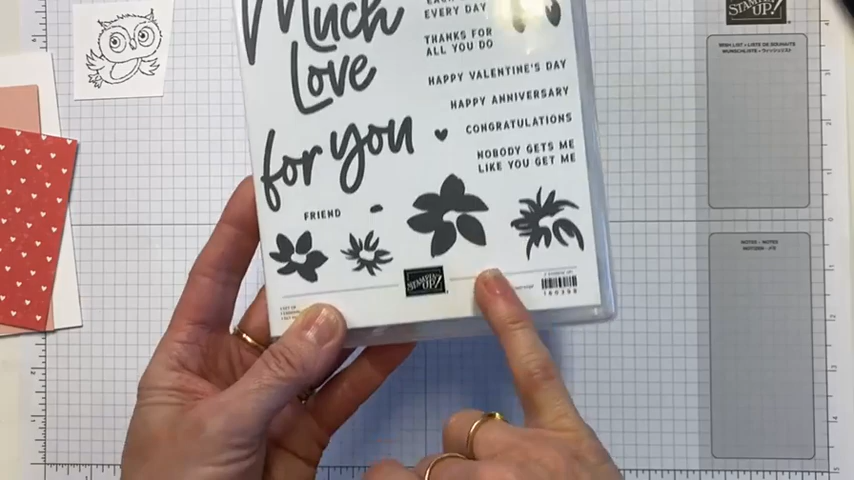 Much
Love
for you
EVERY DAY
THANKS FOR
ALL YOU DO
HAPPY VALENTINE'S DAY
HAPPY ANNIVERSARY
CONGRATULATIONS
NOBODY GETS ME
LIKE YOU GET ME
FRIEND
STAMPIN'
UP!
STAMPIN'
UP!
WISH LIST • LISTE DE SOUHAITS
NOTES • NOTES